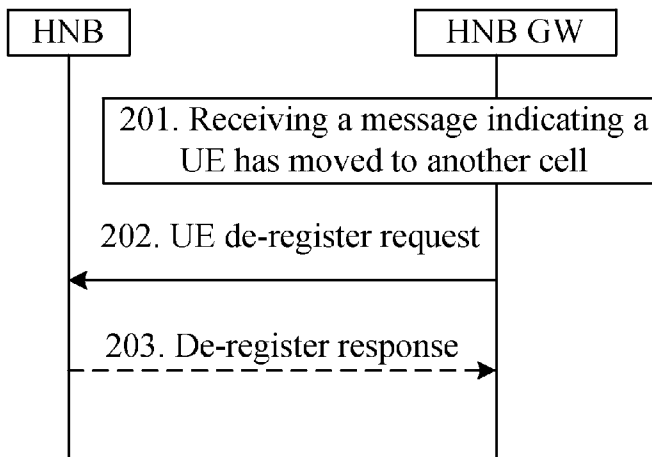 HNB
HNB GW
201. Receiving a message indicating a
UE has moved to another cell
202. UE de-register request
203. De-register response